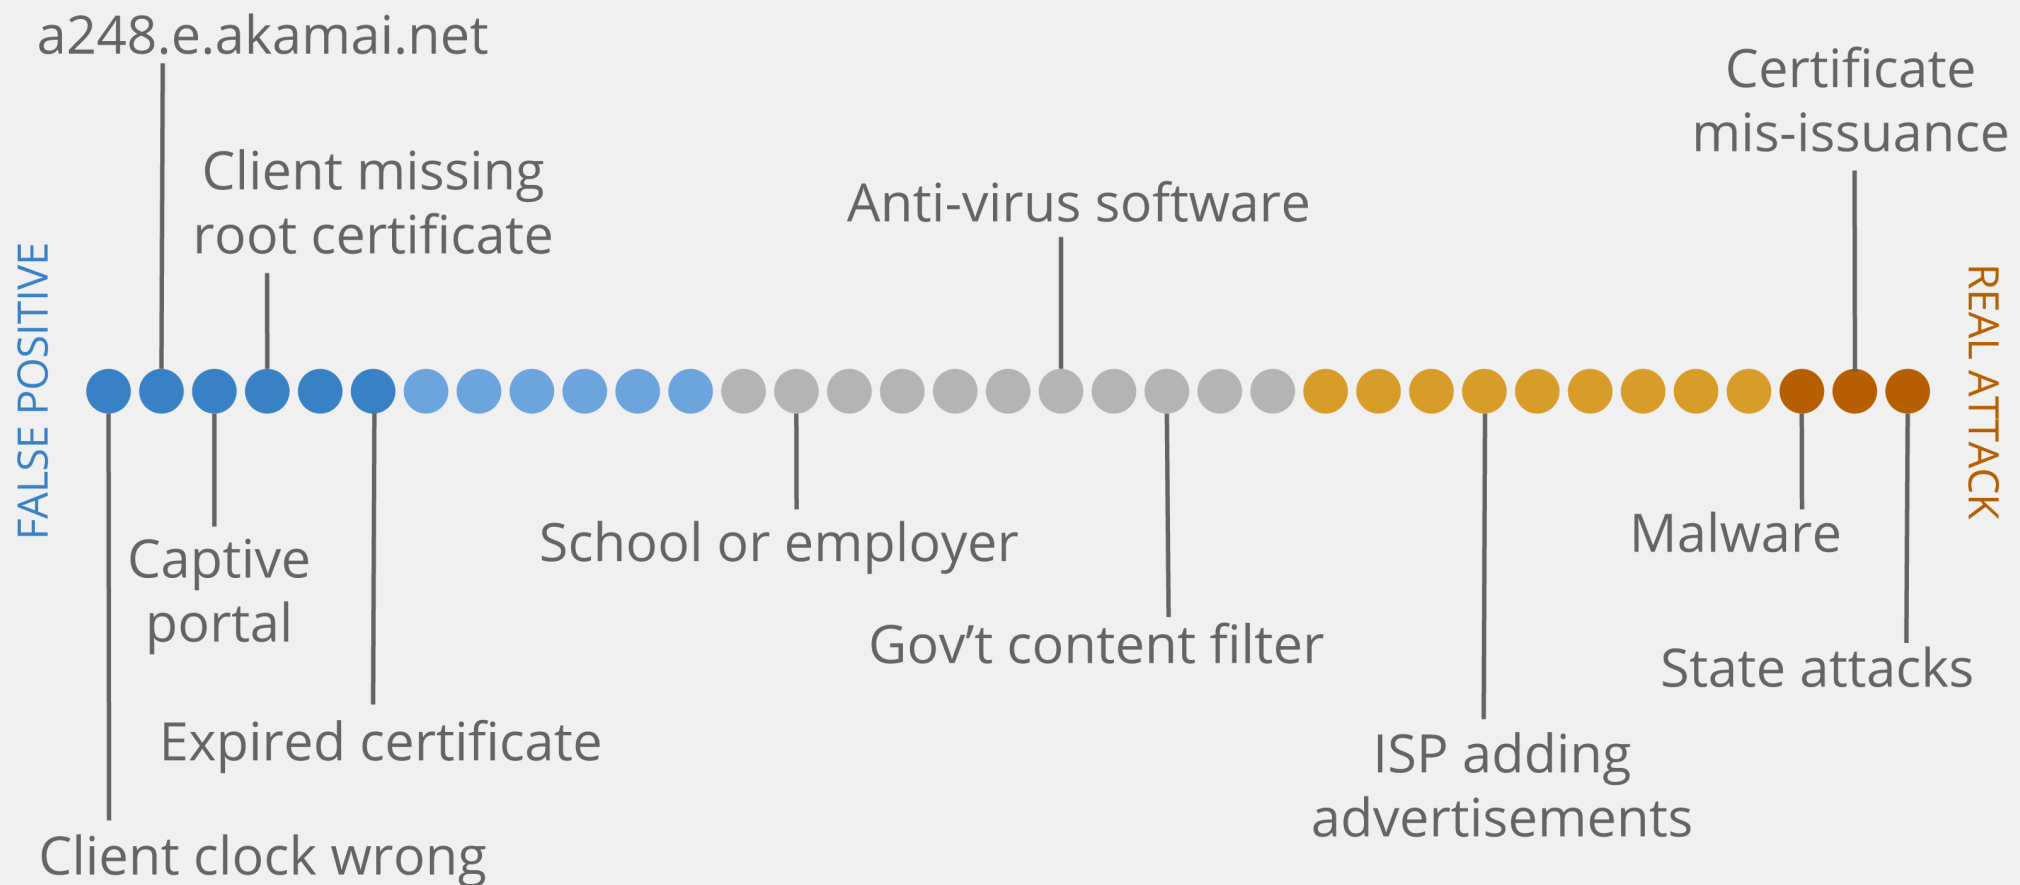 a248.e.akamai.net
Certificate
mis-issuance
Client missing
root certificate
Anti-virus software
FALSE POSITIVE
REAL ATTACK
Captive
portal
School or employer
Malware
Gov’t content filter
State attacks
Expired certificate
ISP adding
advertisements
Client clock wrong